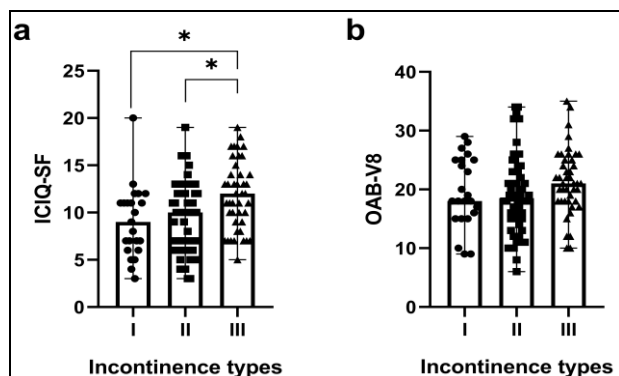 a
b
*
*
ICIQ-SF
25
20
15
10
5
0
I
II
III
Incontinence types
OAB-V8
40
30
20
10
0
I
II
III
Incontinence types